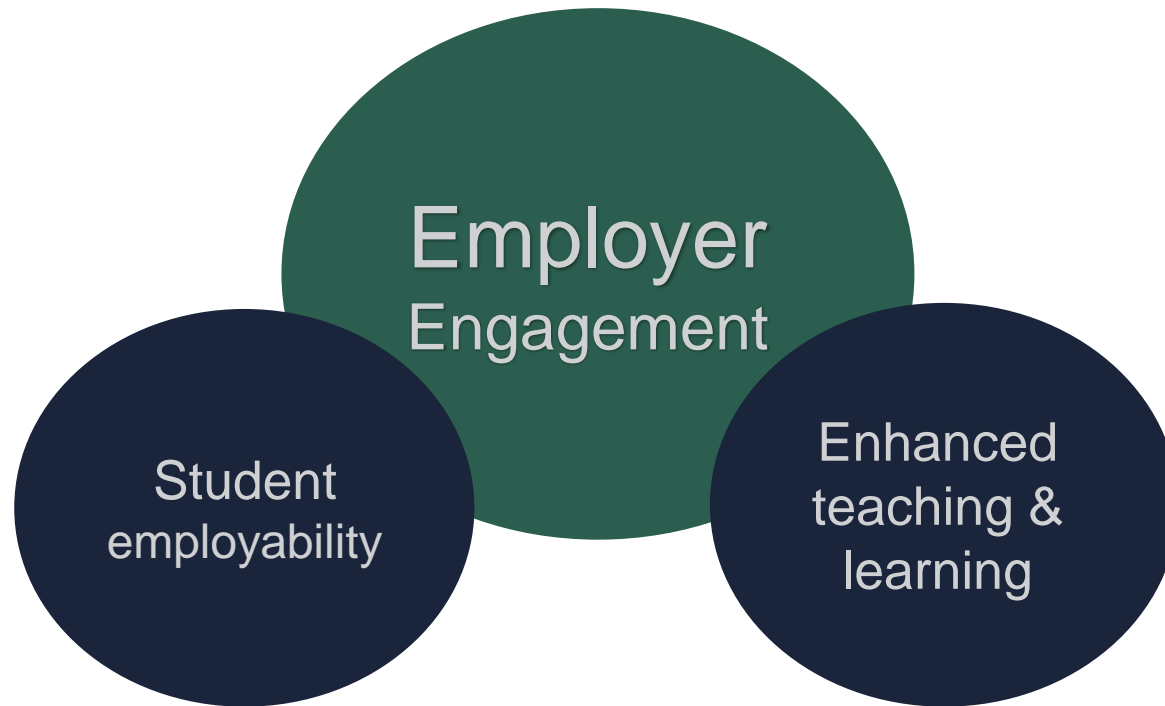 Employer
Engagement
Student
employability
Enhanced
teaching &
learning